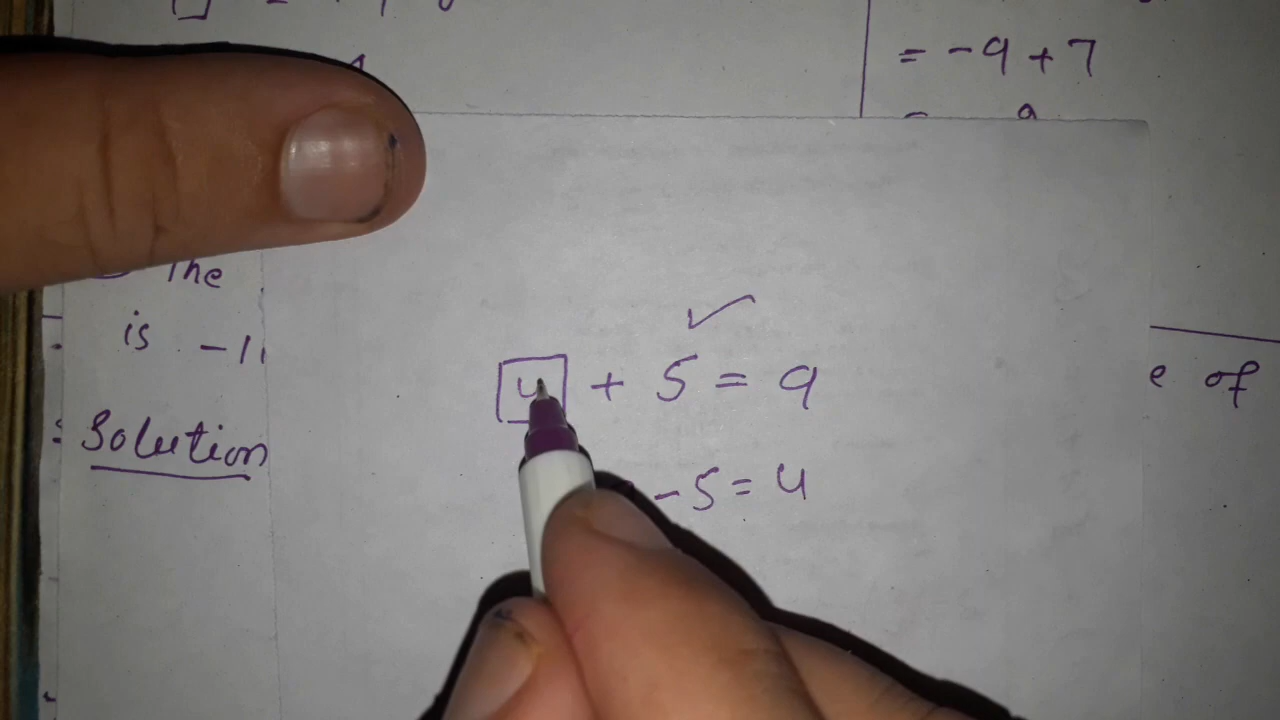 = -9 + 7
=
The
is -1
e of
4 + 5 = 9
Solution
- 5 = 4